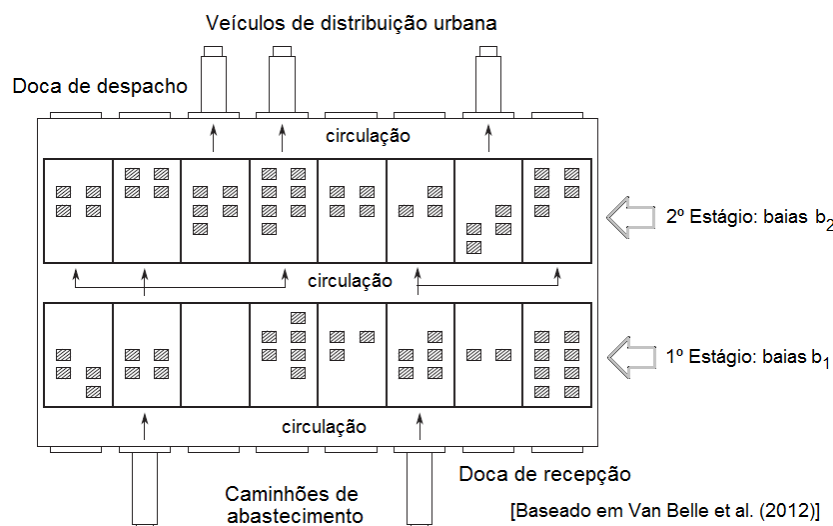 Veículos de distribuição urbana
Doca de despacho
circulação
2º Estágio: baias b2
circulação
1º Estágio: baias b1
circulação
Doca de recepção
Caminhões de
abastecimento
[Baseado em Van Belle et al. (2012)]